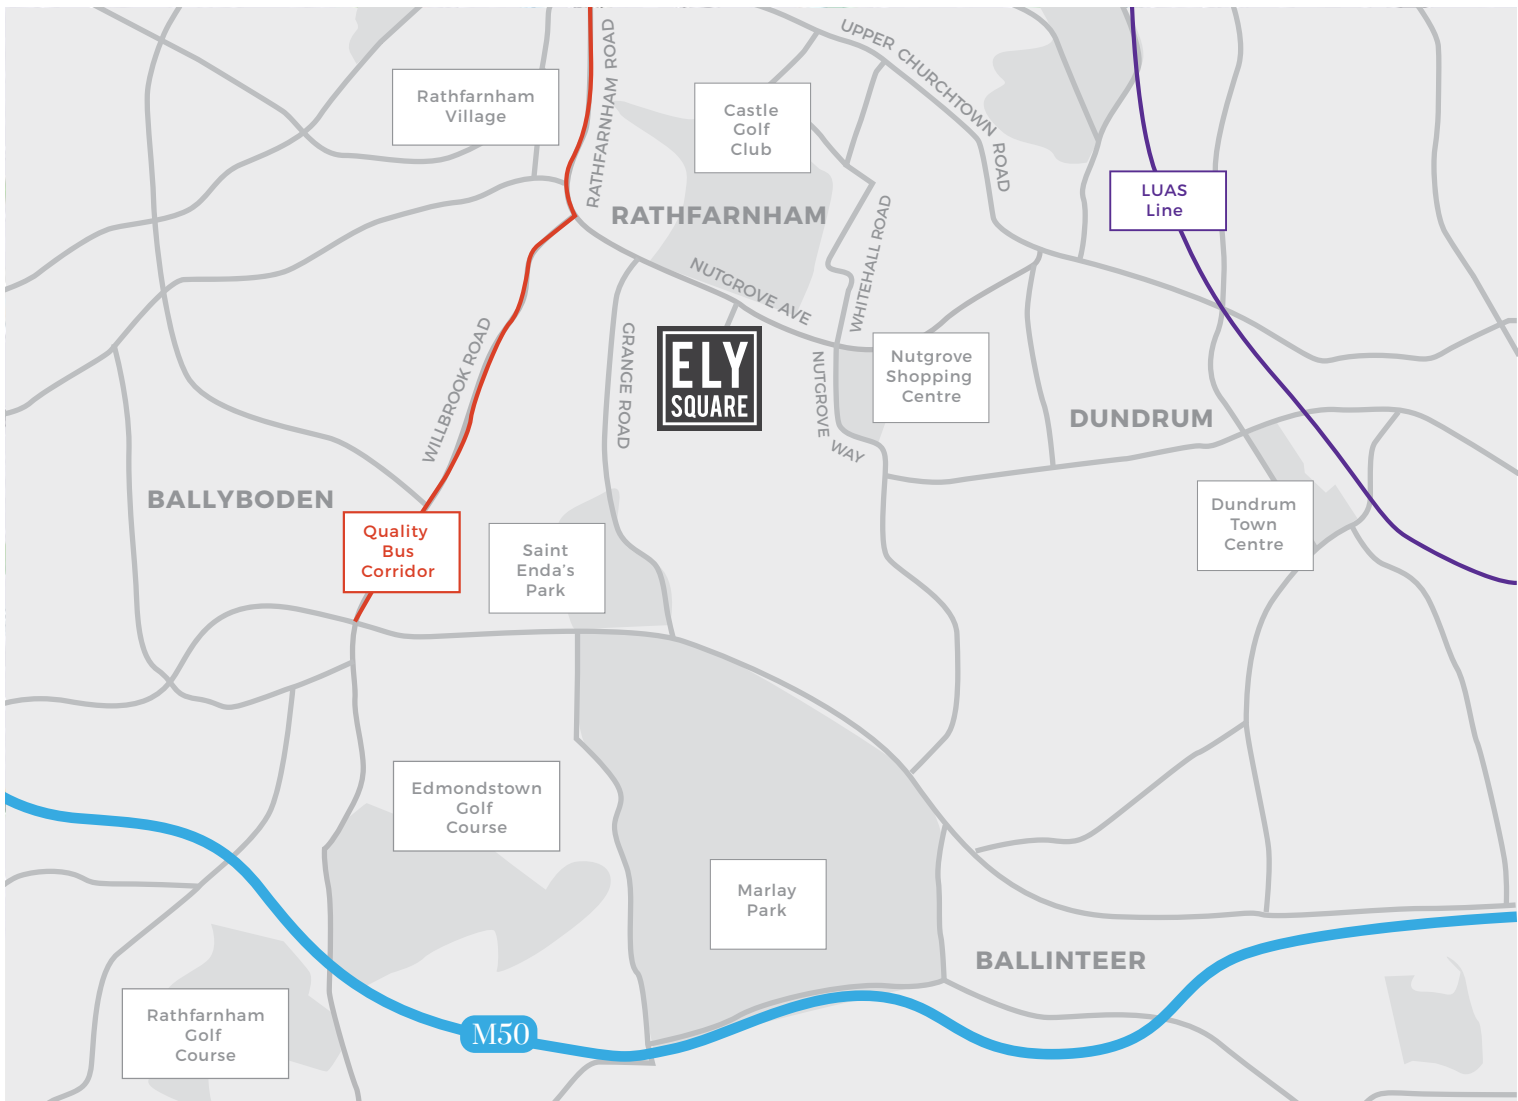 RATHFARNHAM ROAD
UPPER CHURCHTOWN ROAD
Rathfarnham
Village
Castle
Golf
Club
LUAS
Line
RATHFARNHAM
WHITEHALL ROAD
NUTGROVE AVE
WILLBROOK ROAD
GRANGE ROAD
ELY
SQUARE
NUTGROVE WAY
Nutgrove
Shopping
Centre
DUNDRUM
BALLYBODEN
Quality
Bus
Corridor
Saint
Enda's
Park
Dundrum
Town
Centre
Edmondstown
Golf
Course
Marlay
Park
BALLINTEER
Rathfarnham
Golf
Course
M50